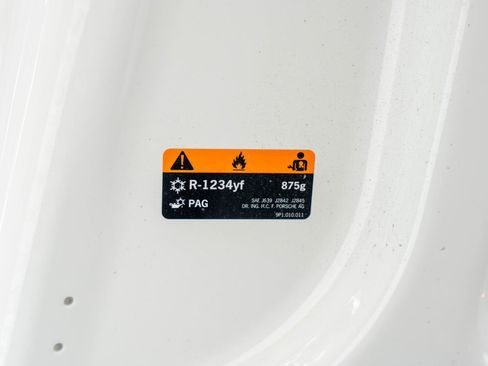 R-1234yf 875g
PAG
SAE J639 J2842 J2845
DR. ING. H.C. F. PORSCHE AG
9P1.010.011